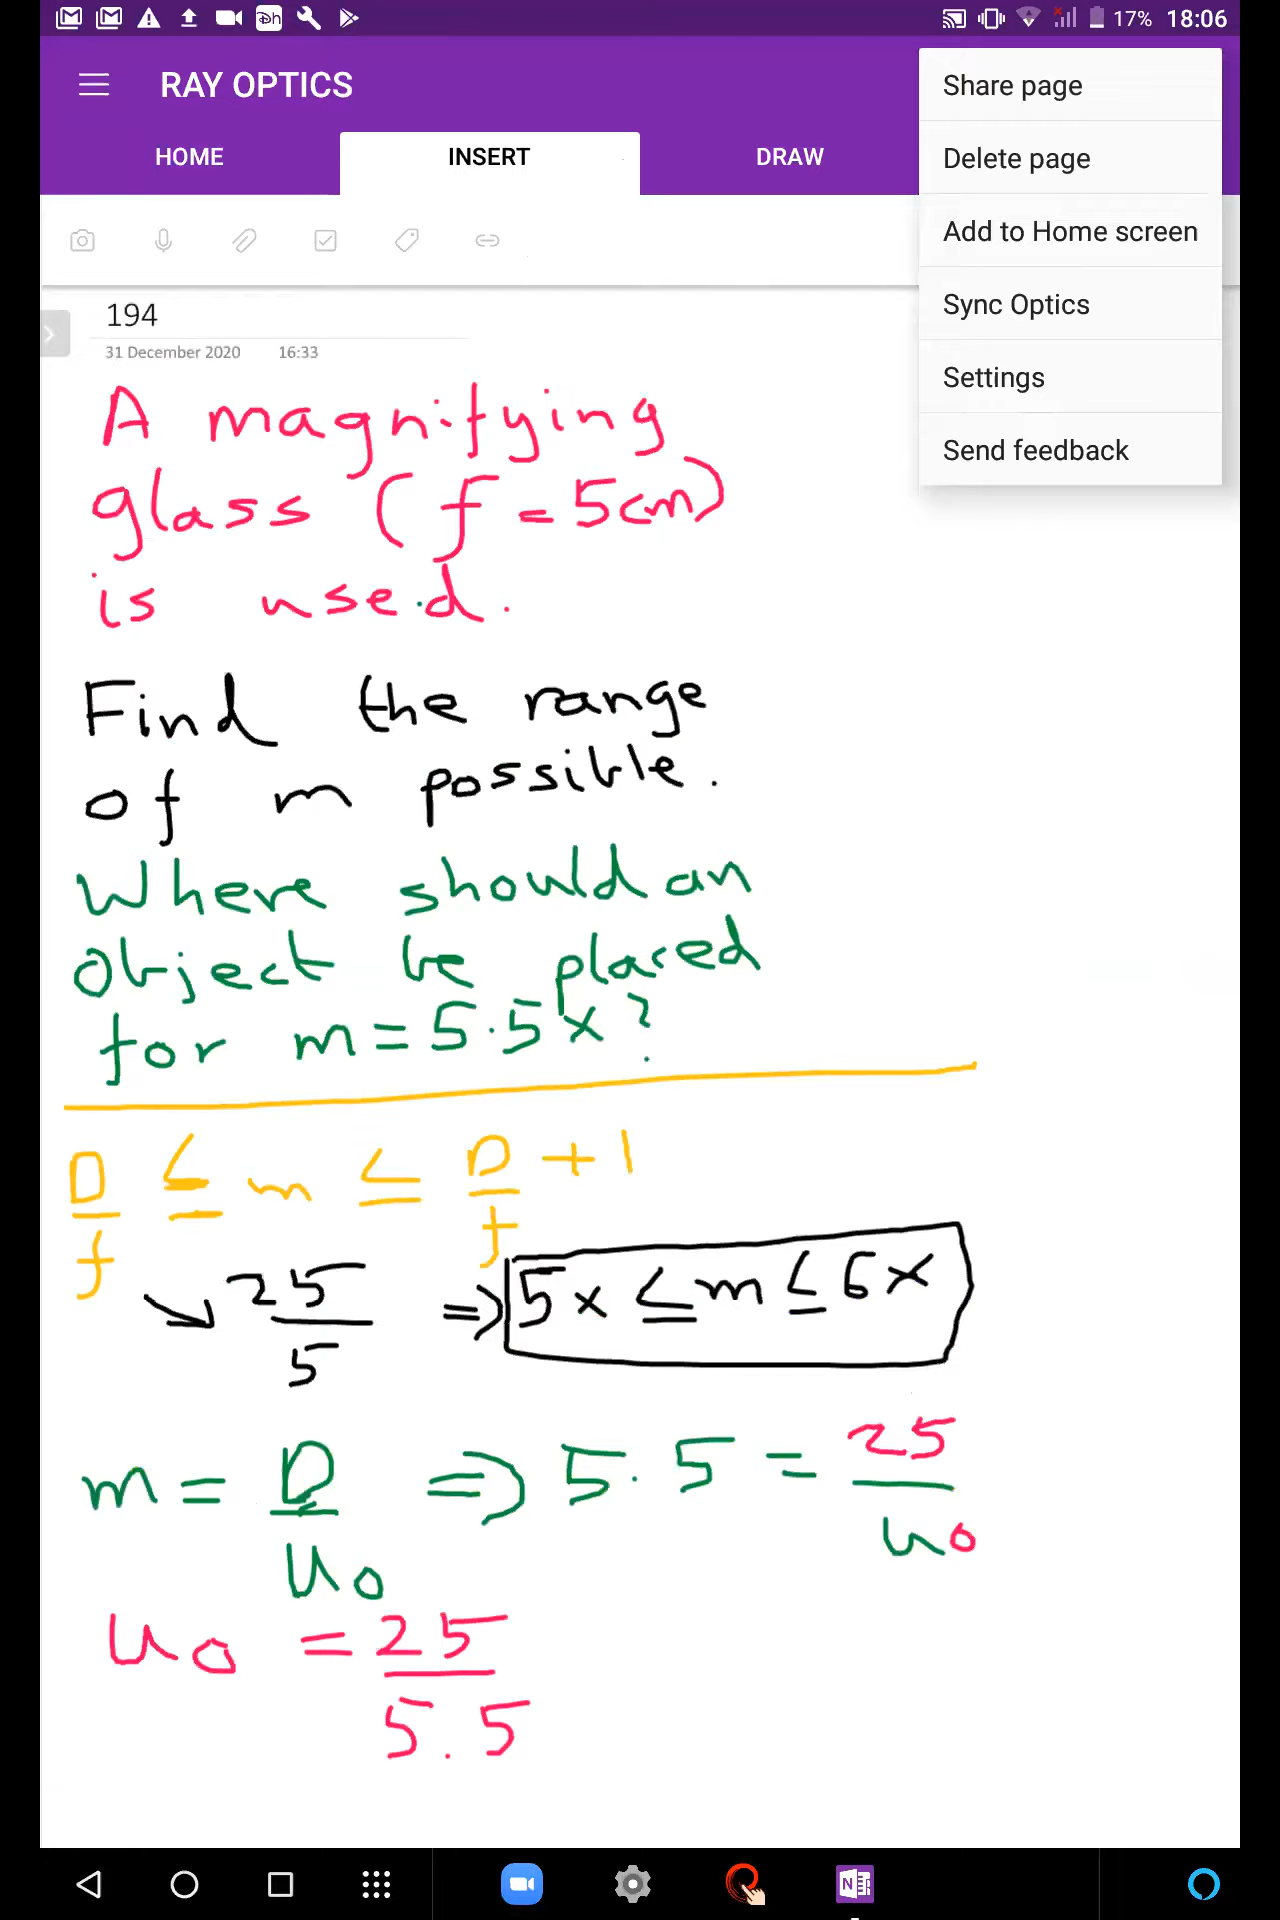 17% 18:06
RAY OPTICS
HOME INSERT DRAW
Share page
Delete page
Add to Home screen
Sync Optics
Settings
Send feedback
194
31 December 2020 16:33
A magnifying
glass (f = 5cm)
is used.
Find the range
of m possible.
Where should an
object be placed
for m = 5.5x?
D/f ≤ m ≤ D/f + 1
↘ 25/5 ⇒ 5x ≤ m ≤ 6x
m = D/u₀ ⇒ 5.5 = 25/u₀
u₀ = 25/5.5